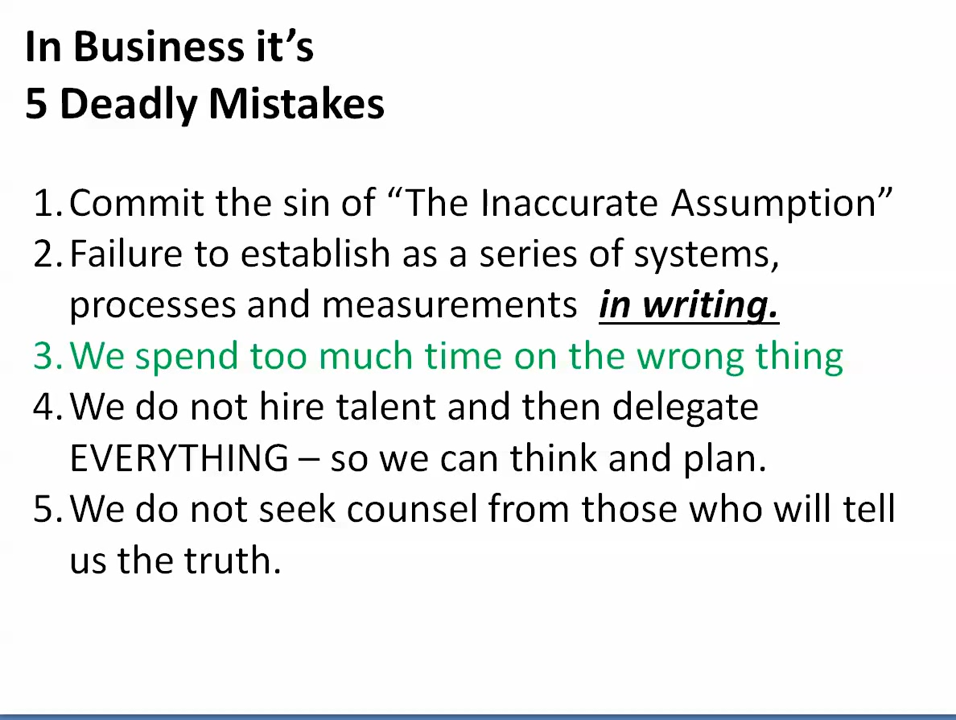 In Business it’s
5 Deadly Mistakes
1. Commit the sin of “The Inaccurate Assumption”
2. Failure to establish as a series of systems,
processes and measurements in writing.
3. We spend too much time on the wrong thing
4. We do not hire talent and then delegate
EVERYTHING – so we can think and plan.
5. We do not seek counsel from those who will tell
us the truth.